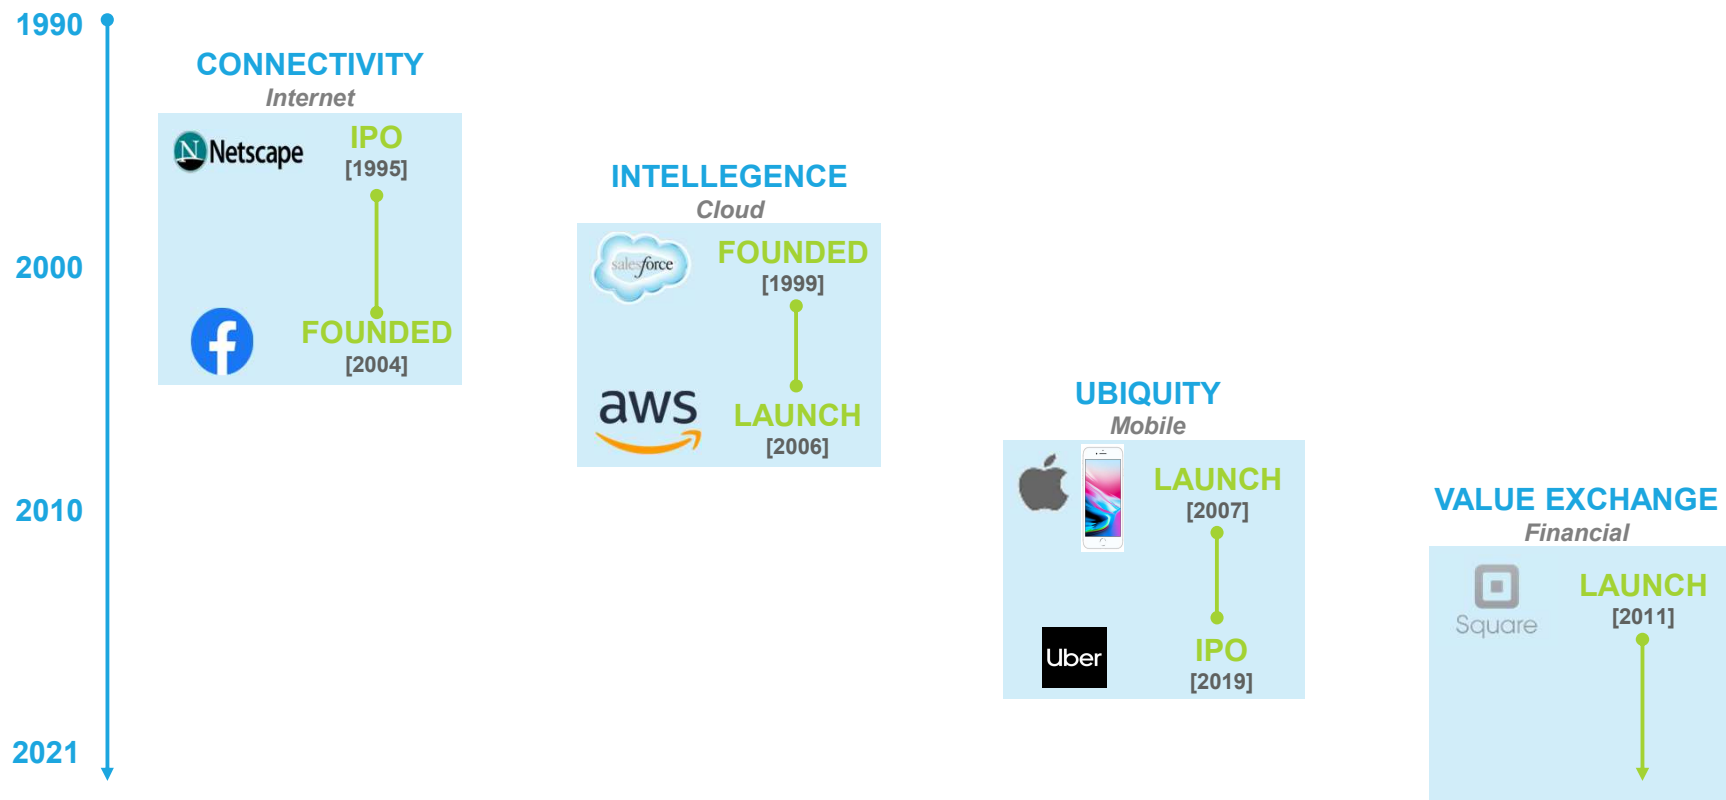 1990
2000
2010
2021
CONNECTIVITY
Internet
N Netscape
IPO
[1995]
f
FOUNDED
[2004]
INTELLEGENCE
Cloud
salesforce
FOUNDED
[1999]
aws
LAUNCH
[2006]
UBIQUITY
Mobile
LAUNCH
[2007]
Uber
IPO
[2019]
VALUE EXCHANGE
Financial
Square
LAUNCH
[2011]